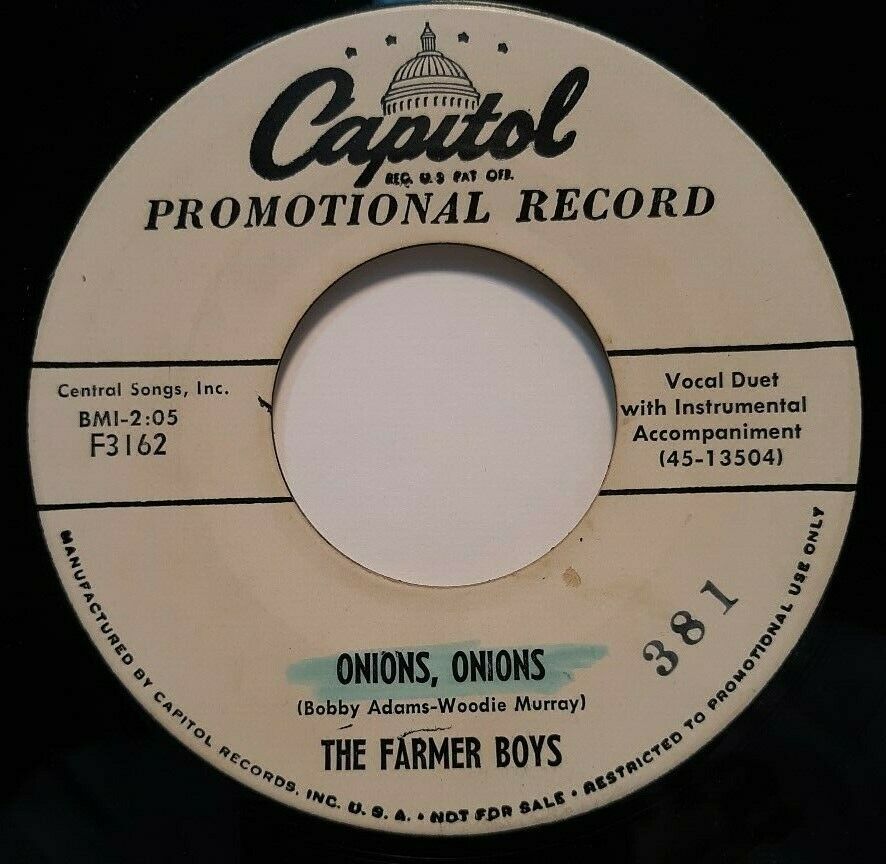 Capitol
REG. U.S. PAT. OFF.
PROMOTIONAL RECORD
Central Songs, Inc.
BMI-2:05
F3162
Vocal Duet
with Instrumental
Accompaniment
(45-13504)
381
ONIONS, ONIONS
(Bobby Adams-Woodie Murray)
THE FARMER BOYS
MANUFACTURED BY CAPITOL RECORDS, INC. U. S. A. • NOT FOR SALE • RESTRICTED TO PROMOTIONAL USE ONLY